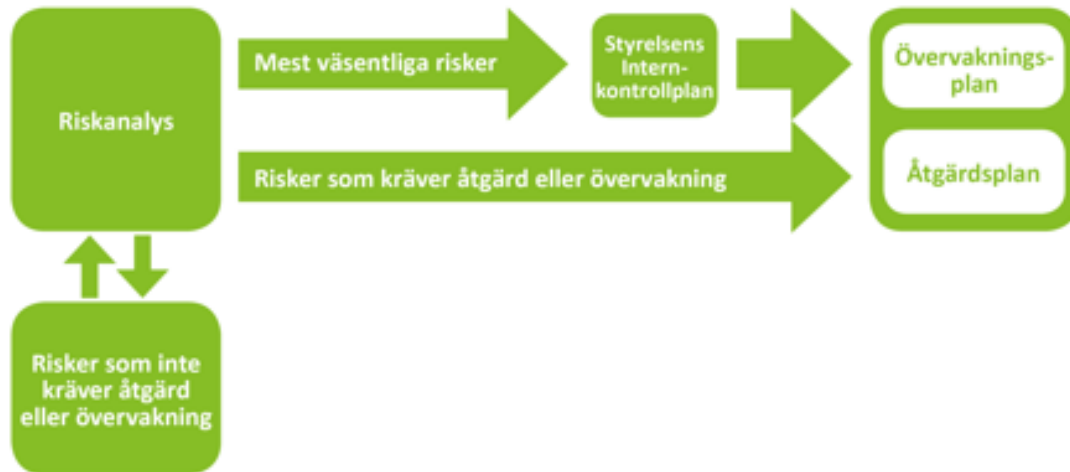 Riskanalys
Mest väsentliga risker
Styrelsens
Intern-
kontrollplan
Övervaknings-
plan
Risker som kräver åtgärd eller övervakning
Åtgärdsplan
Risker som inte
kräver åtgärd
eller övervakning